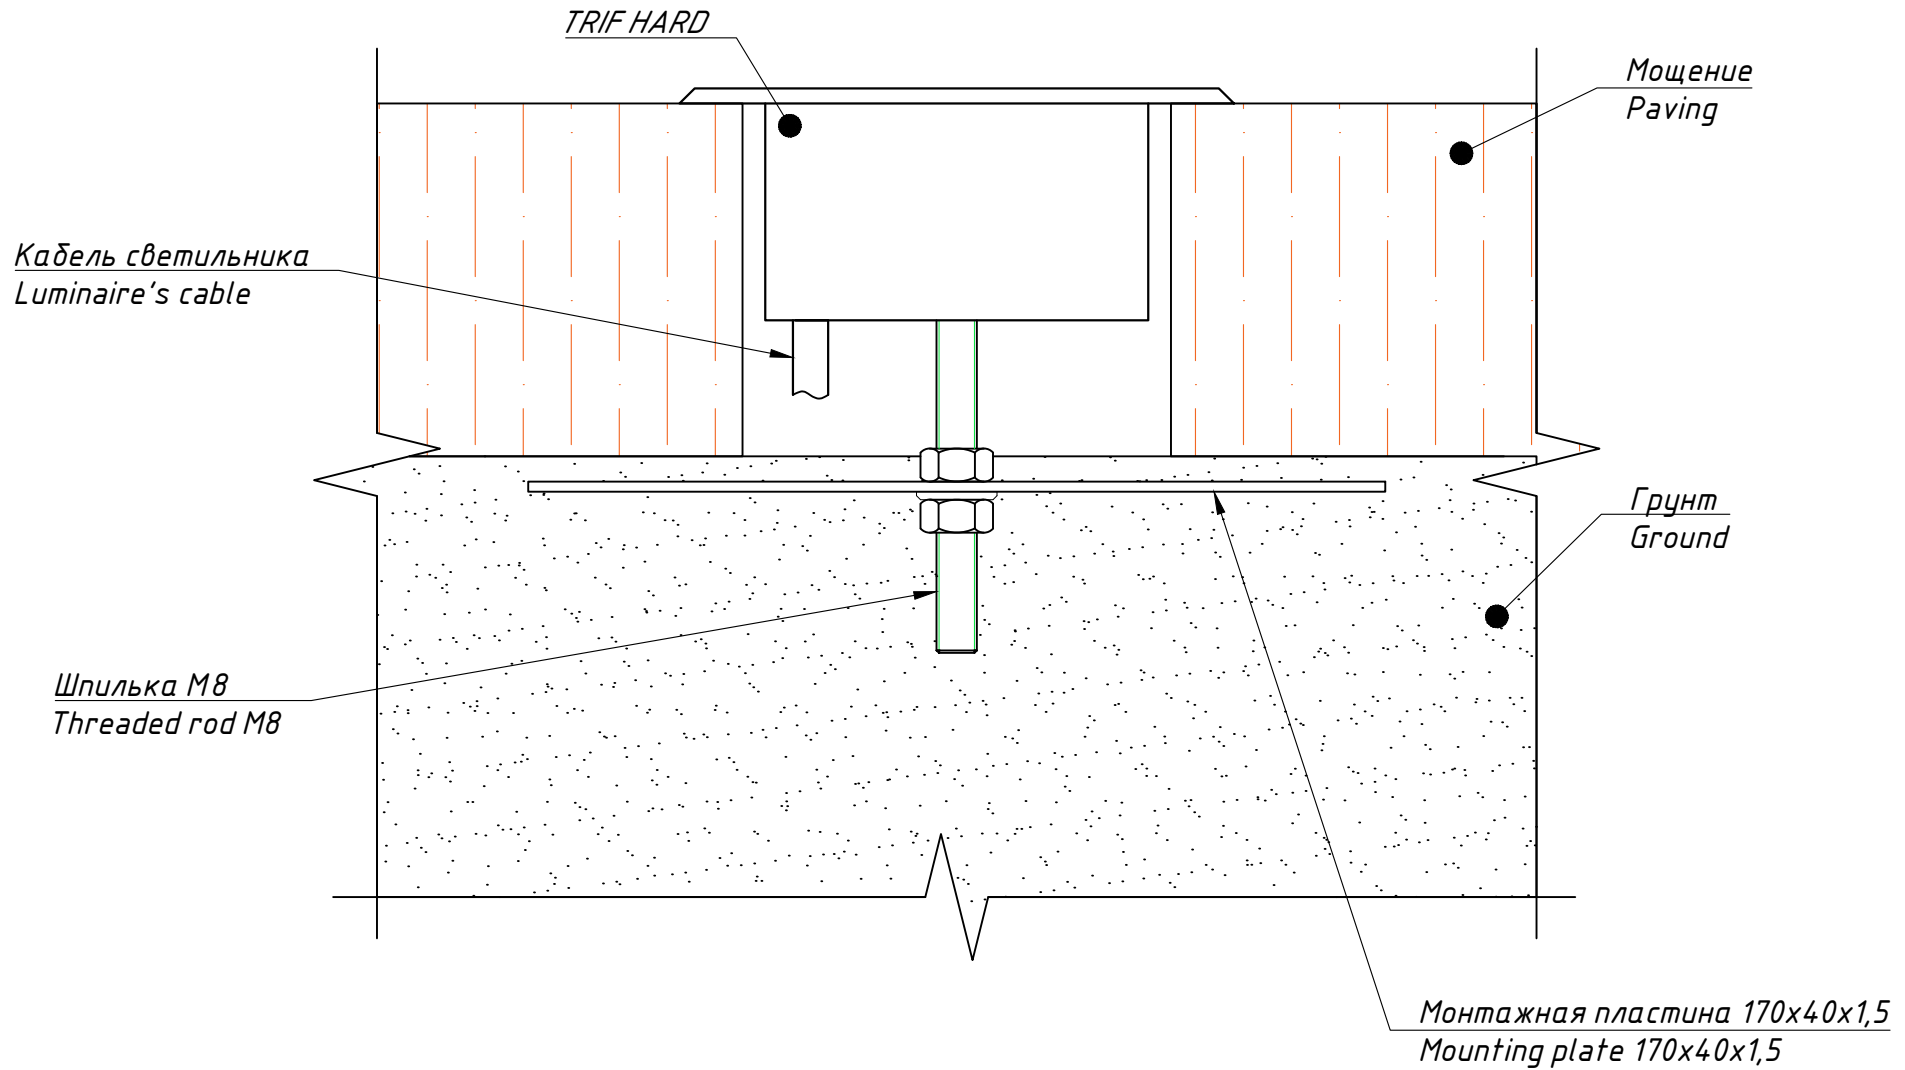 TRIF HARD
Мощение
Paving
Кабель светильника
Luminaire's cable
Грунт
Ground
Шпилька М8
Threaded rod M8
Монтажная пластина 170х40х1,5
Mounting plate 170x40x1,5